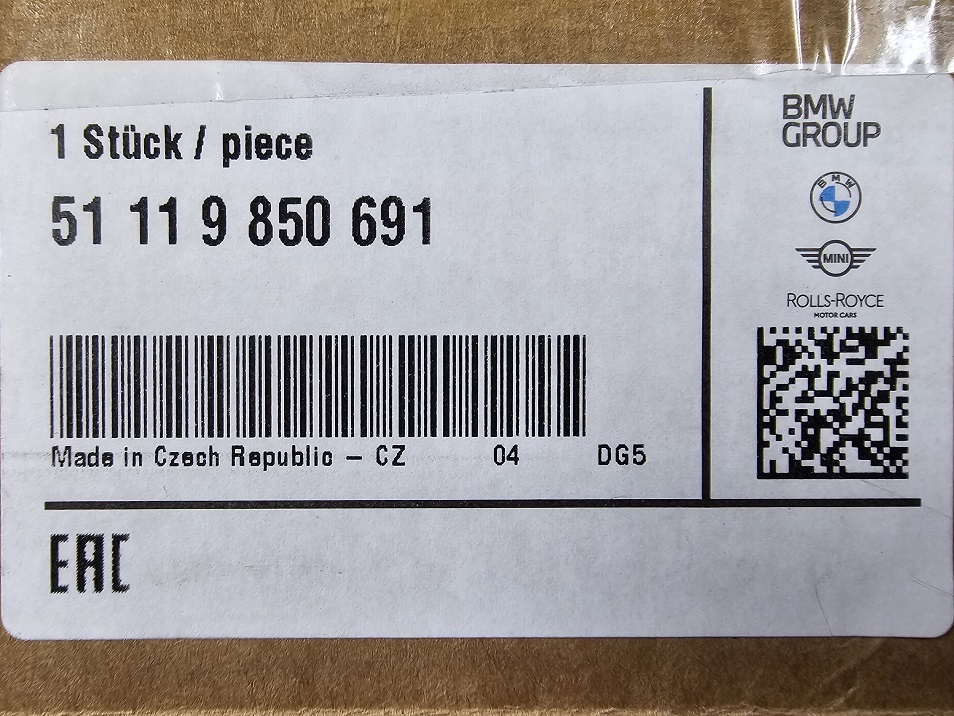 1 Stück / piece
51 11 9 850 691
Made in Czech Republic – CZ 04 DG5
EAC
BMW
GROUP
BMW
MINI
ROLLS-ROYCE
MOTOR CARS